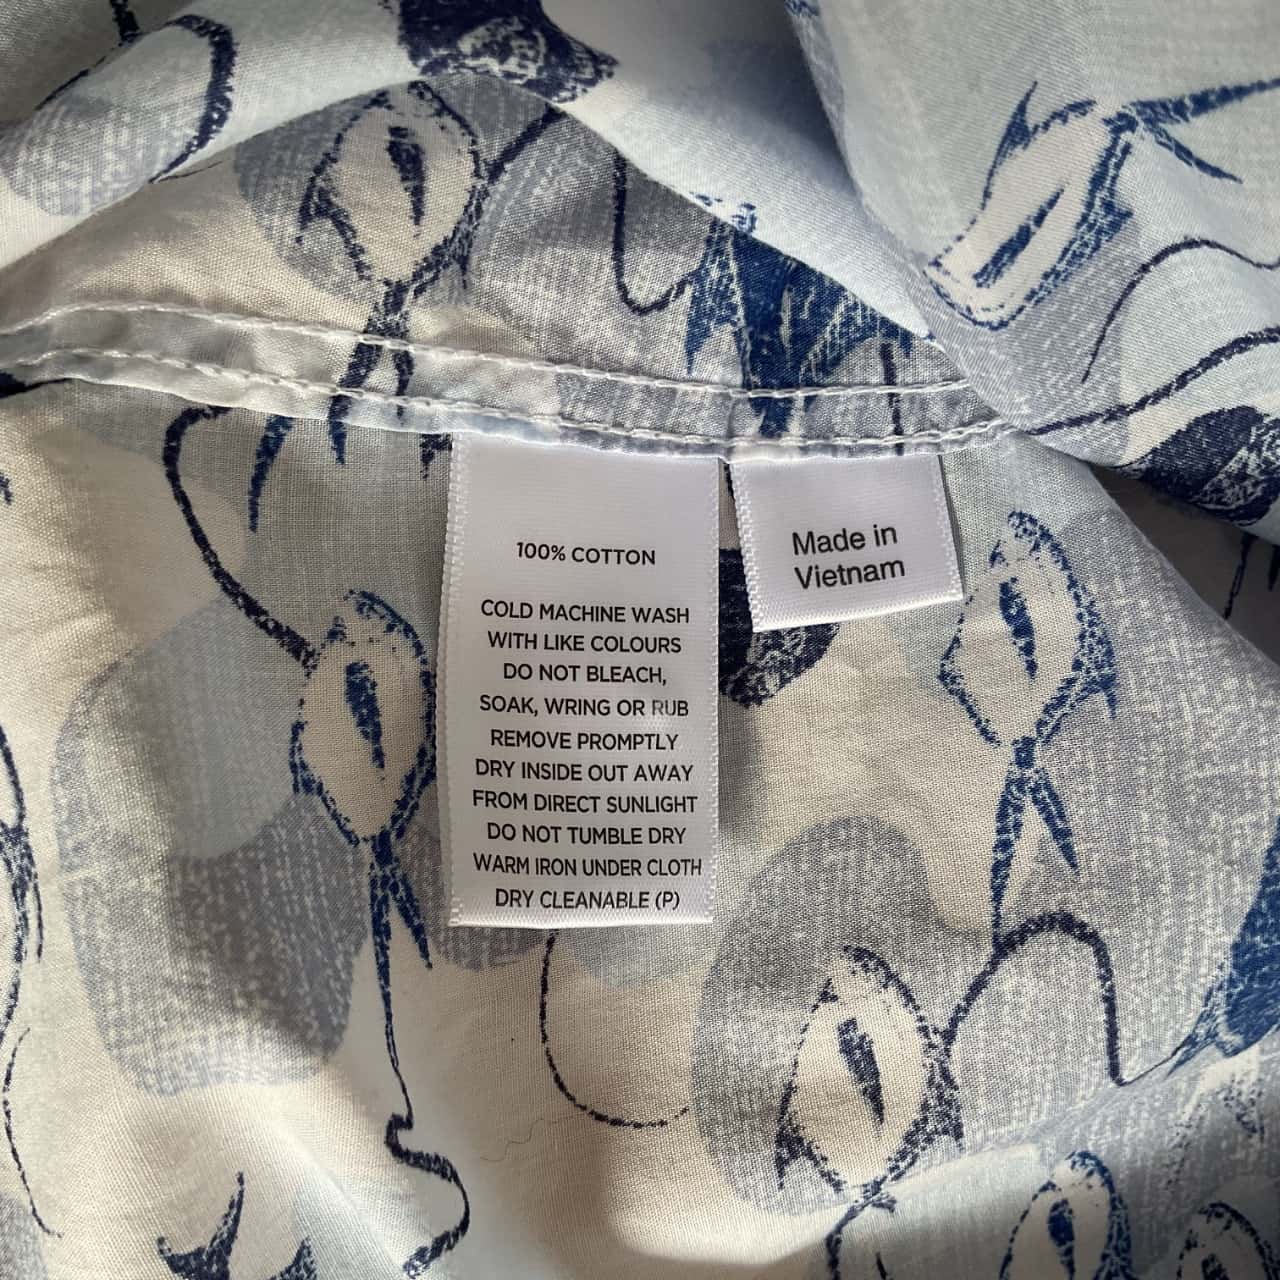 100% COTTON
COLD MACHINE WASH
WITH LIKE COLOURS
DO NOT BLEACH,
SOAK, WRING OR RUB
REMOVE PROMPTLY
DRY INSIDE OUT AWAY
FROM DIRECT SUNLIGHT
DO NOT TUMBLE DRY
WARM IRON UNDER CLOTH
DRY CLEANABLE (P)
Made in
Vietnam